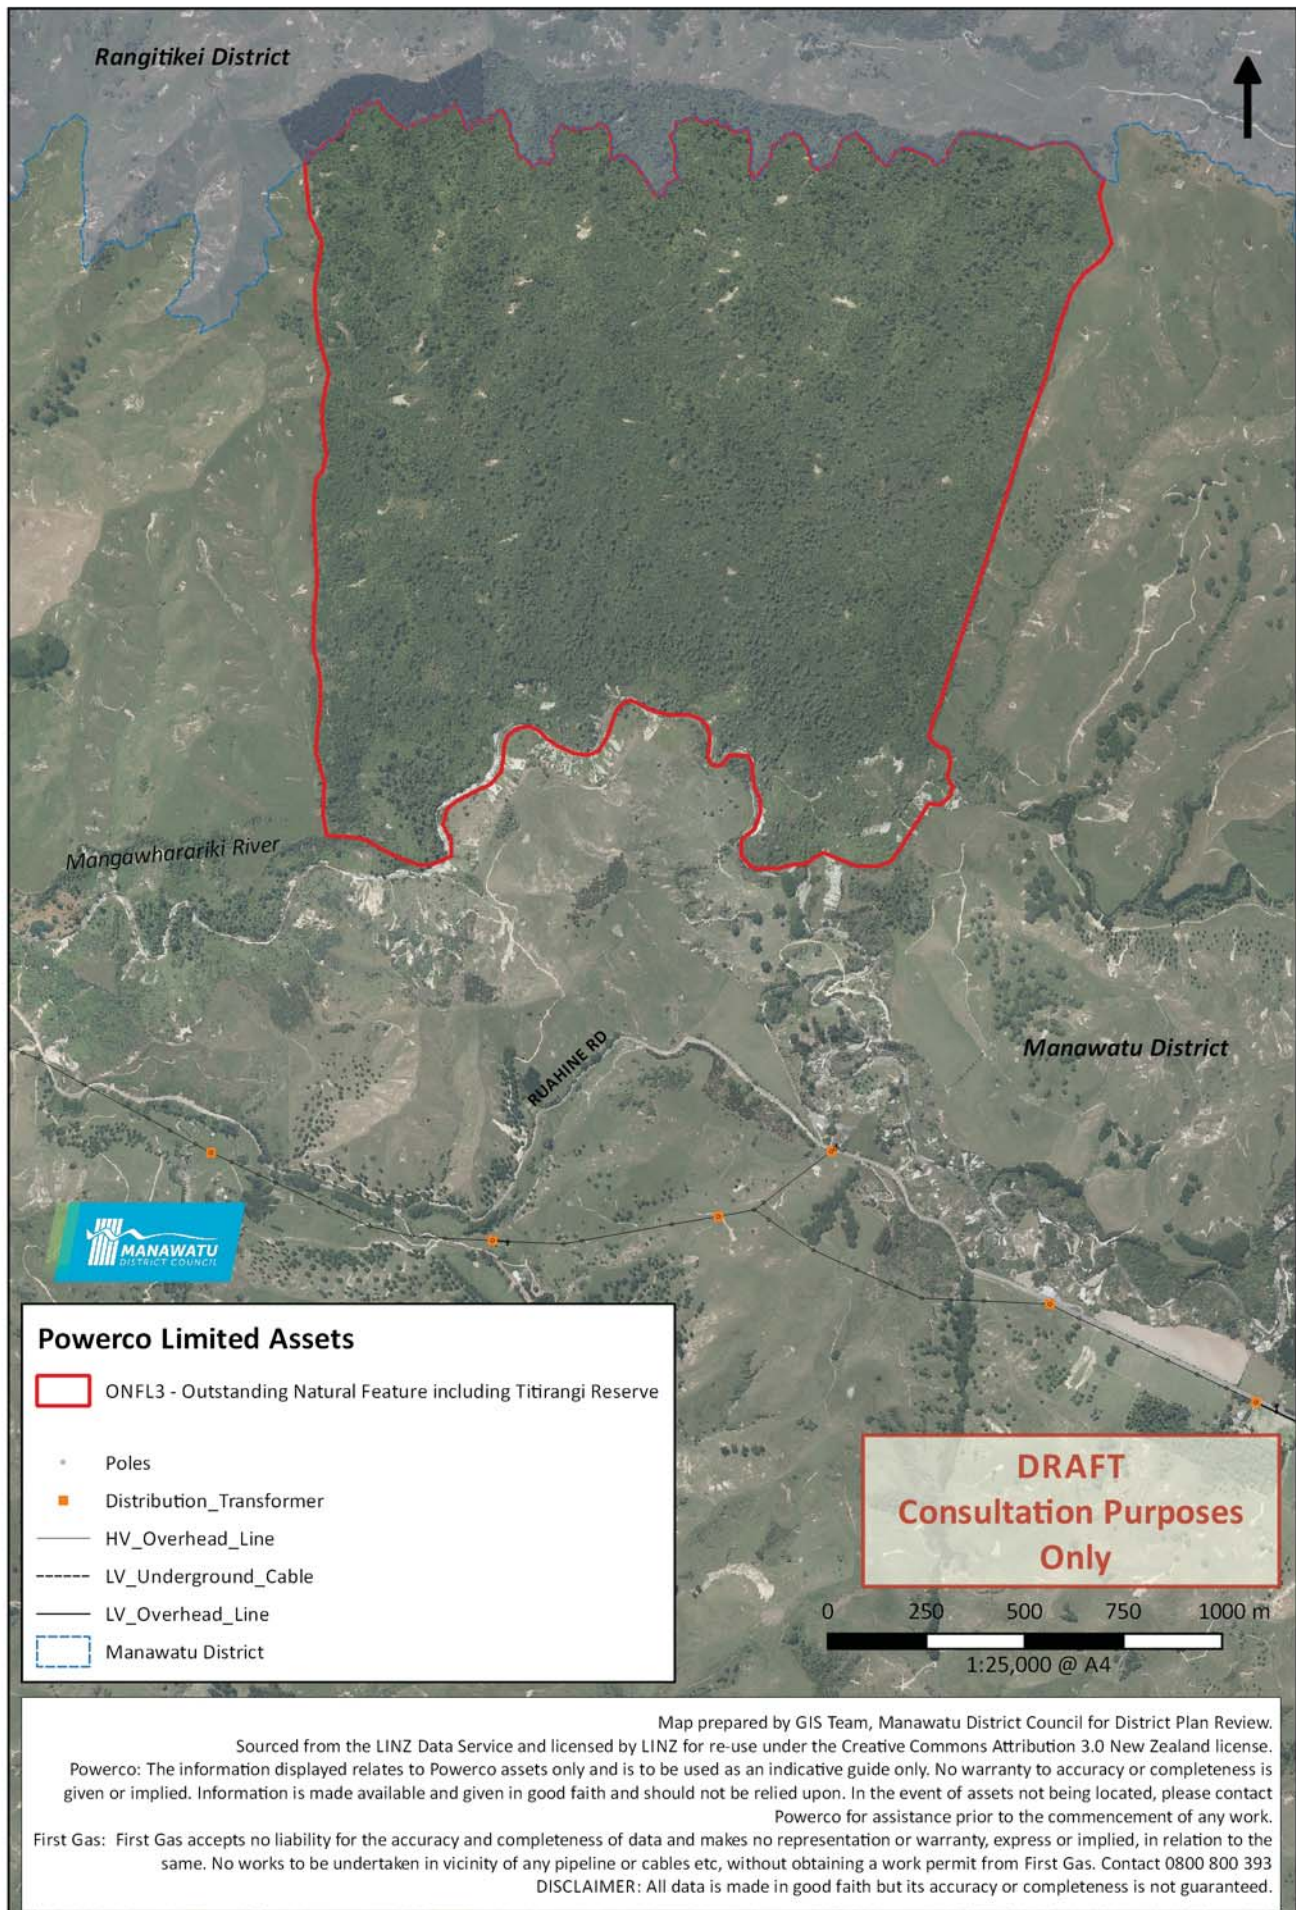 Rangitikei District
Mangawharariki River
RUAHINE RD
Manawatu District
MANAWATU
DISTRICT COUNCIL
Powerco Limited Assets
ONFL3 - Outstanding Natural Feature including Titirangi Reserve
Poles
Distribution_Transformer
HV_Overhead_Line
LV_Underground_Cable
LV_Overhead_Line
Manawatu District
DRAFT
Consultation Purposes
Only
0 250 500 750 1000 m
1:25,000 @ A4
Map prepared by GIS Team, Manawatu District Council for District Plan Review.
Sourced from the LINZ Data Service and licensed by LINZ for re-use under the Creative Commons Attribution 3.0 New Zealand license.
Powerco: The information displayed relates to Powerco assets only and is to be used as an indicative guide only. No warranty to accuracy or completeness is
given or implied. Information is made available and given in good faith and should not be relied upon. In the event of assets not being located, please contact
Powerco for assistance prior to the commencement of any work.
First Gas: First Gas accepts no liability for the accuracy and completeness of data and makes no representation or warranty, express or implied, in relation to the
same. No works to be undertaken in vicinity of any pipeline or cables etc, without obtaining a work permit from First Gas. Contact 0800 800 393
DISCLAIMER: All data is made in good faith but its accuracy or completeness is not guaranteed.